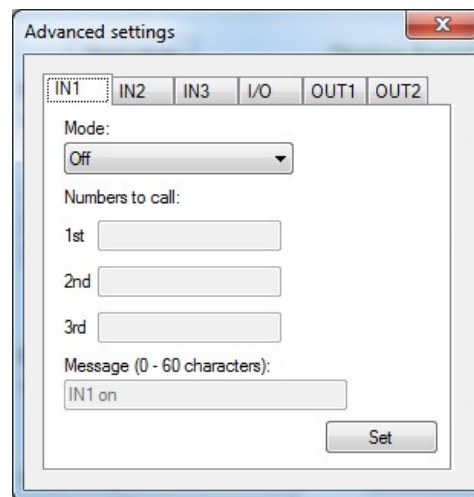 Advanced settings
x
IN1 IN2 IN3 I/O OUT1 OUT2
Mode:
Off
Numbers to call:
1st
2nd
3rd
Message (0 - 60 characters):
IN1 on
Set